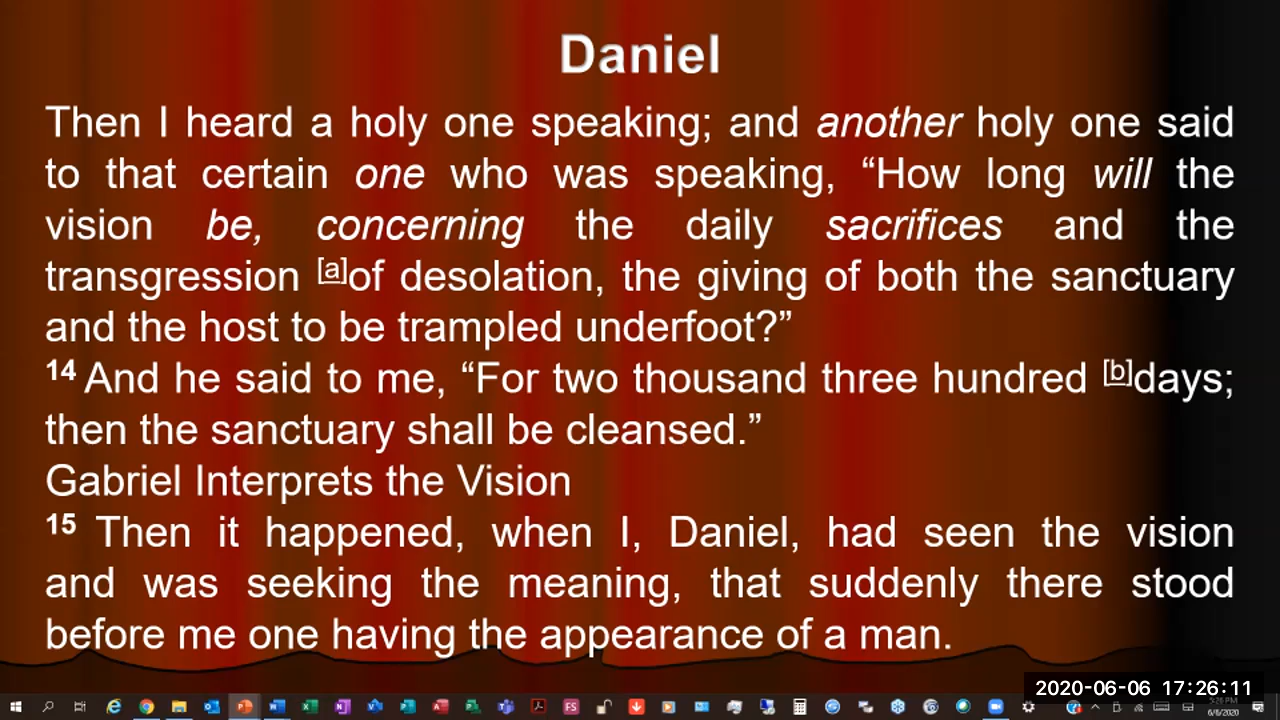 Daniel
Then I heard a holy one speaking; and another holy one said
to that certain one who was speaking, “How long will the
vision be, concerning the daily sacrifices and the
transgression [a]of desolation, the giving of both the sanctuary
and the host to be trampled underfoot?”
14 And he said to me, “For two thousand three hundred [b]days;
then the sanctuary shall be cleansed.”
Gabriel Interprets the Vision
15 Then it happened, when I, Daniel, had seen the vision
and was seeking the meaning, that suddenly there stood
before me one having the appearance of a man.
2020-06-06 17:26:11
6/6/2020